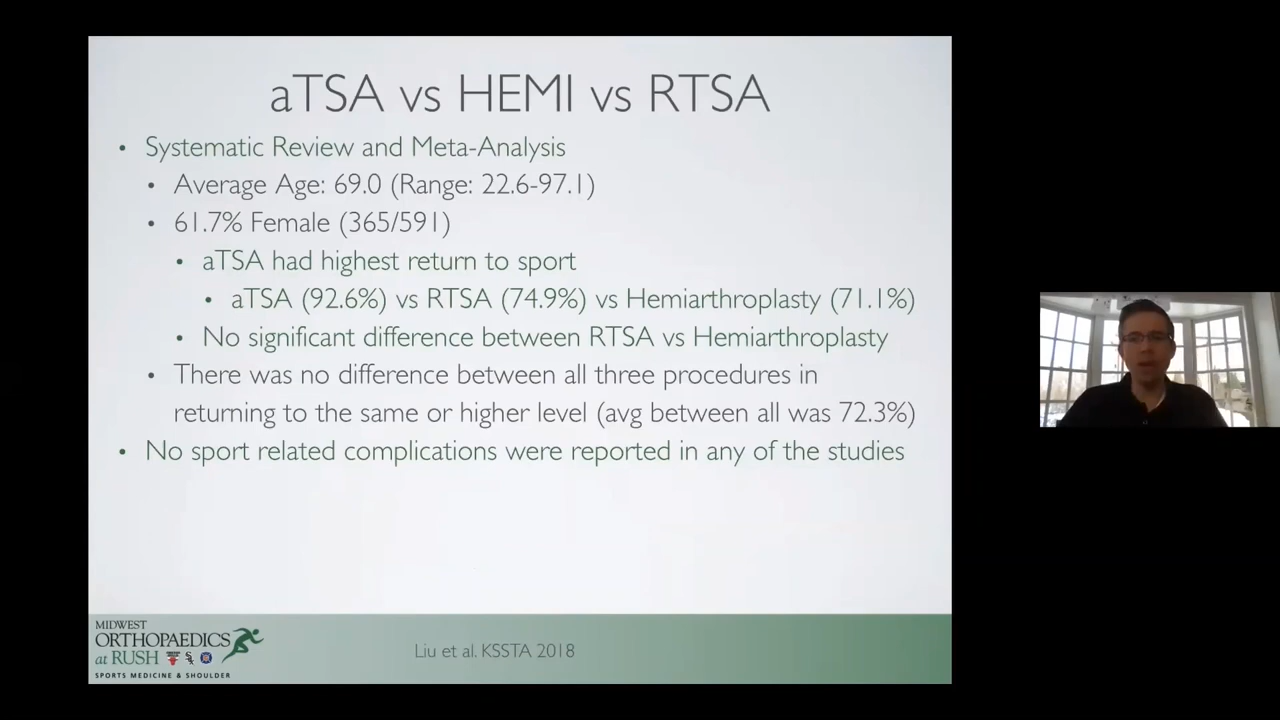 aTSA vs HEMI vs RTSA
• Systematic Review and Meta-Analysis
• Average Age: 69.0 (Range: 22.6-97.1)
• 61.7% Female (365/591)
• aTSA had highest return to sport
• aTSA (92.6%) vs RTSA (74.9%) vs Hemiarthroplasty (71.1%)
• No significant difference between RTSA vs Hemiarthroplasty
• There was no difference between all three procedures in
returning to the same or higher level (avg between all was 72.3%)
• No sport related complications were reported in any of the studies
MIDWEST
ORTHOPAEDICS
at RUSH
SPORTS MEDICINE & SHOULDER
Liu et al. KSSTA 2018